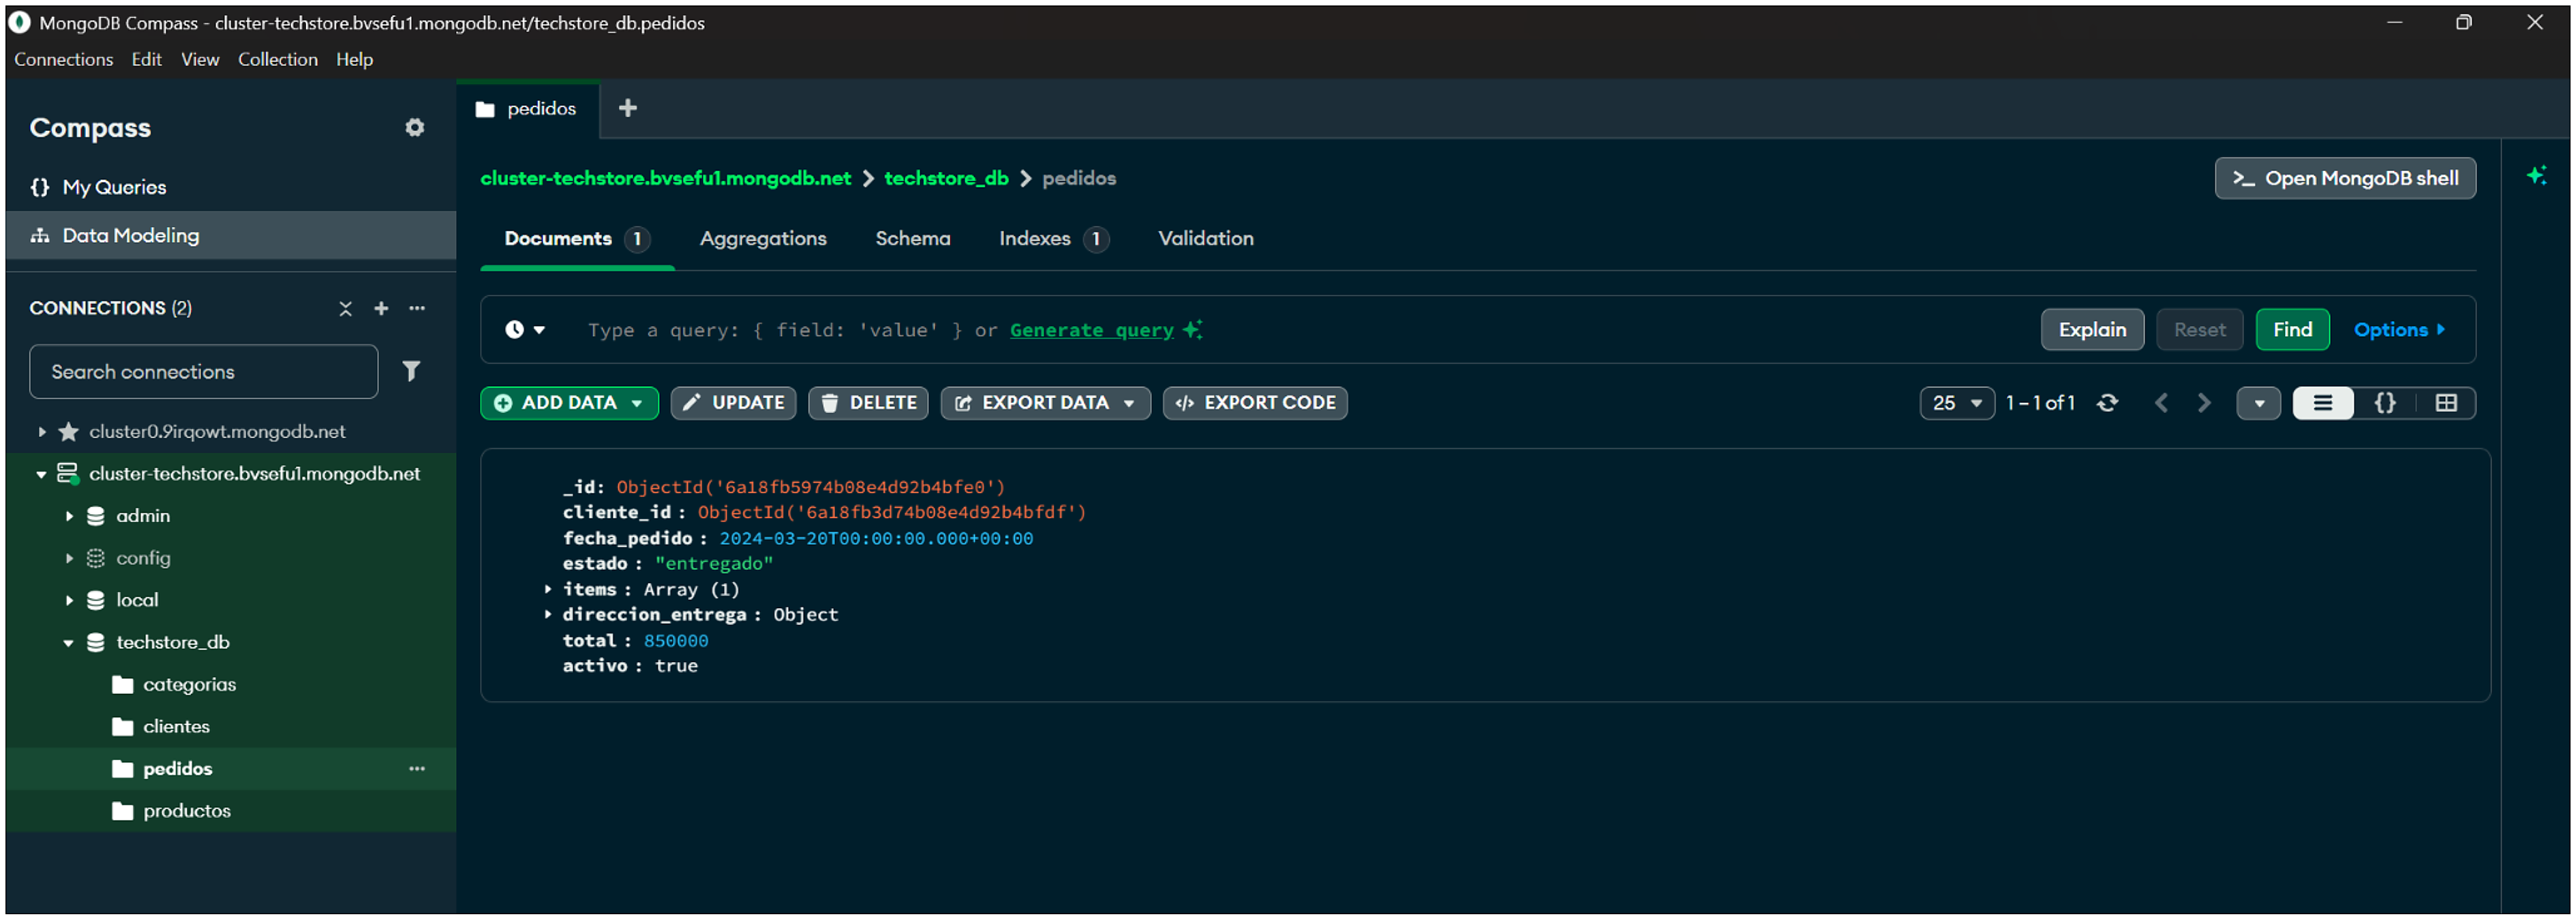 MongoDB Compass - cluster-techstore.bvsefu1.mongodb.net/techstore_db.pedidos
Connections Edit View Collection Help
Compass
{} My Queries
Data Modeling
CONNECTIONS (2)
Search connections
cluster0.9irqowt.mongodb.net
cluster-techstore.bvsefu1.mongodb.net
admin
config
local
techstore_db
categorias
clientes
pedidos
productos
pedidos
cluster-techstore.bvsefu1.mongodb.net > techstore_db > pedidos
>_ Open MongoDB shell
Documents 1 Aggregations Schema Indexes 1 Validation
Type a query: { field: 'value' } or Generate query
Explain Reset Find Options
ADD DATA UPDATE DELETE EXPORT DATA </> EXPORT CODE
25 1 – 1 of 1 {}
_id: ObjectId('6a18fb5974b08e4d92b4bfe0')
cliente_id : ObjectId('6a18fb3d74b08e4d92b4bfdf')
fecha_pedido : 2024-03-20T00:00:00.000+00:00
estado : "entregado"
items : Array (1)
direccion_entrega : Object
total : 850000
activo : true